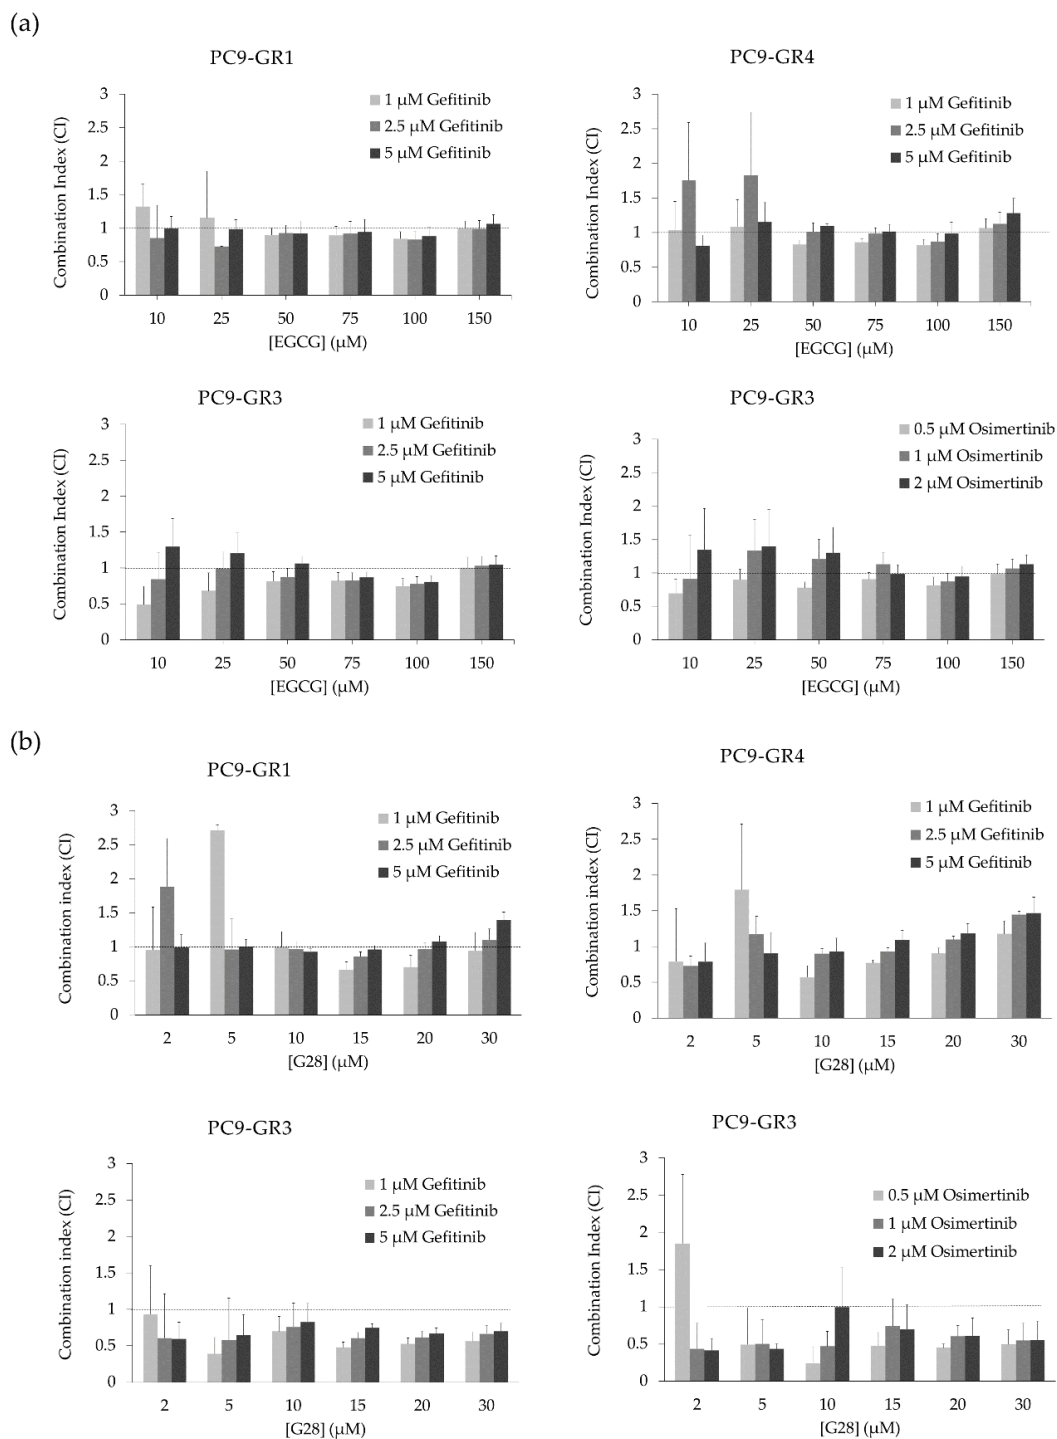 (a)
PC9-GR1
Combination Index (CI)
3
2.5
2
1.5
1
0.5
0
1 µM Gefitinib
2.5 µM Gefitinib
5 µM Gefitinib
10 25 50 75 100 150
[EGCG] (µM)
PC9-GR4
Combination Index (CI)
3
2.5
2
1.5
1
0.5
0
1 µM Gefitinib
2.5 µM Gefitinib
5 µM Gefitinib
10 25 50 75 100 150
[EGCG] (µM)
PC9-GR3
Combination Index (CI)
3
2.5
2
1.5
1
0.5
0
1 µM Gefitinib
2.5 µM Gefitinib
5 µM Gefitinib
10 25 50 75 100 150
[EGCG] (µM)
PC9-GR3
Combination Index (CI)
3
2.5
2
1.5
1
0.5
0
0.5 µM Osimertinib
1 µM Osimertinib
2 µM Osimertinib
10 25 50 75 100 150
[EGCG] (µM)
(b)
PC9-GR1
Combination index (CI)
3
2.5
2
1.5
1
0.5
0
1 µM Gefitinib
2.5 µM Gefitinib
5 µM Gefitinib
2 5 10 15 20 30
[G28] (µM)
PC9-GR4
Combination index (CI)
3
2.5
2
1.5
1
0.5
0
1 µM Gefitinib
2.5 µM Gefitinib
5 µM Gefitinib
2 5 10 15 20 30
[G28] (µM)
PC9-GR3
Combination index (CI)
3
2.5
2
1.5
1
0.5
0
1 µM Gefitinib
2.5 µM Gefitinib
5 µM Gefitinib
2 5 10 15 20 30
[G28] (µM)
PC9-GR3
Combination Index (CI)
3
2.5
2
1.5
1
0.5
0
0.5 µM Osimertinib
1 µM Osimertinib
2 µM Osimertinib
2 5 10 15 20 30
[G28] (µM)